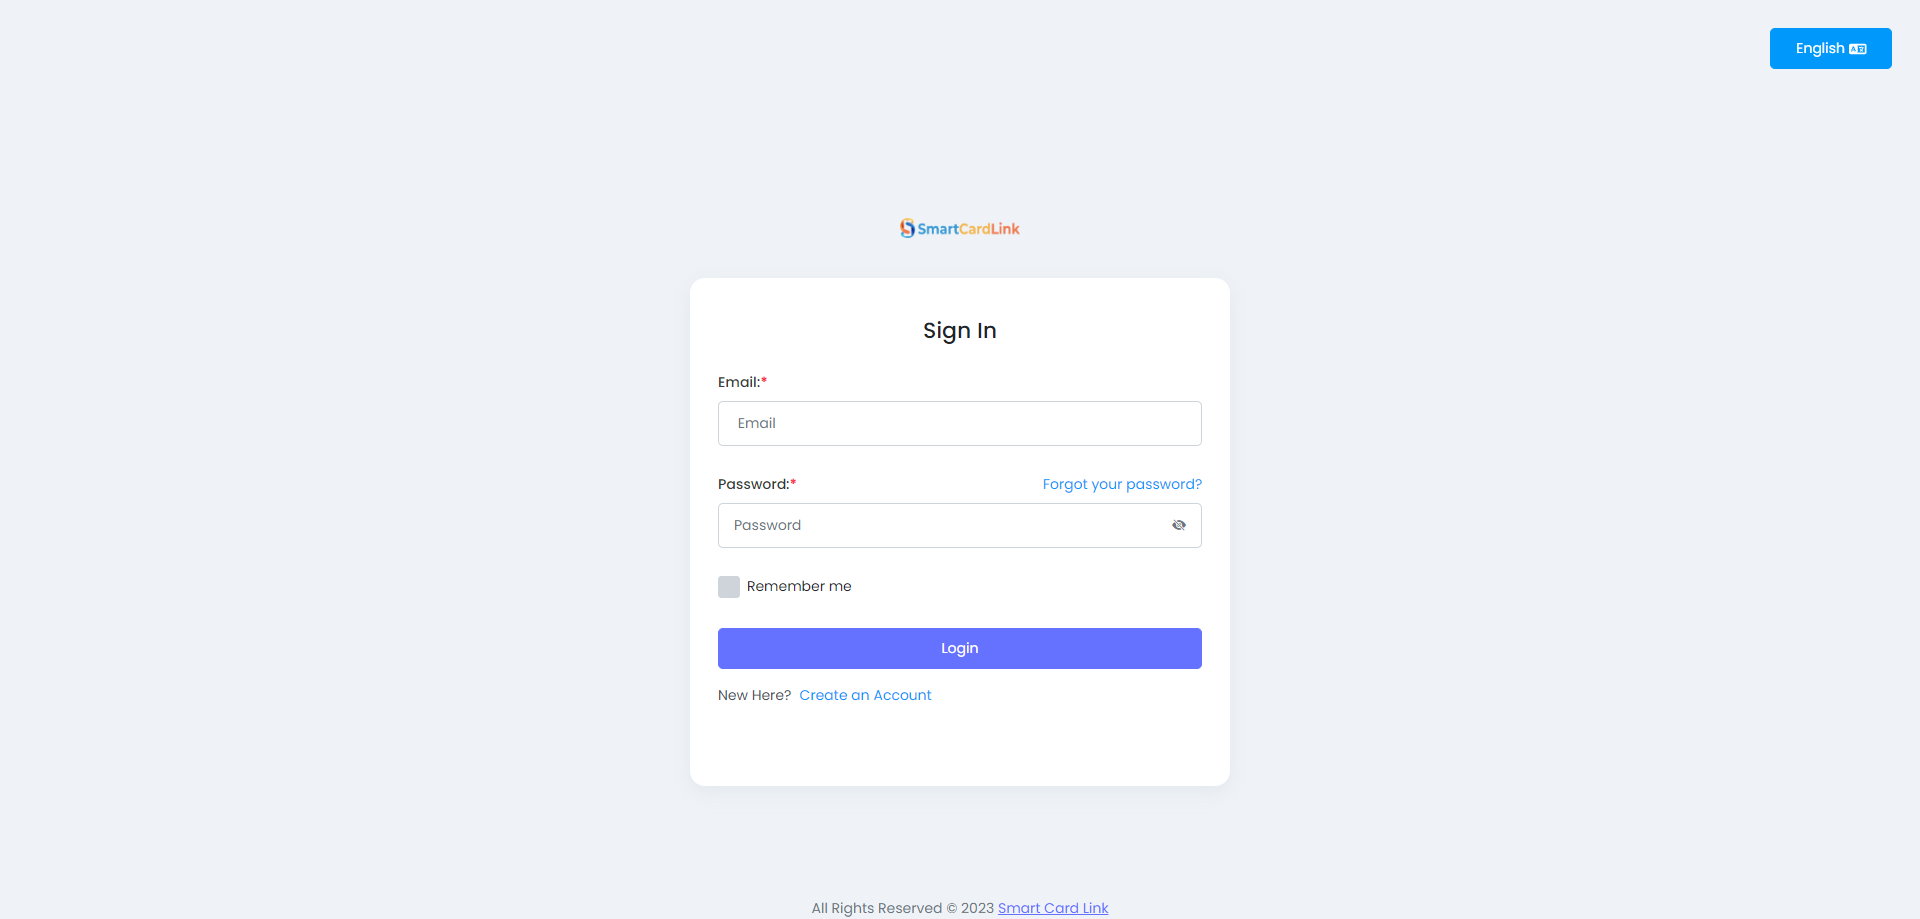 English
SmartCardLink
Sign In
Email:*
Email
Password:* Forgot your password?
Password
Remember me
Login
New Here? Create an Account
All Rights Reserved © 2023 Smart Card Link